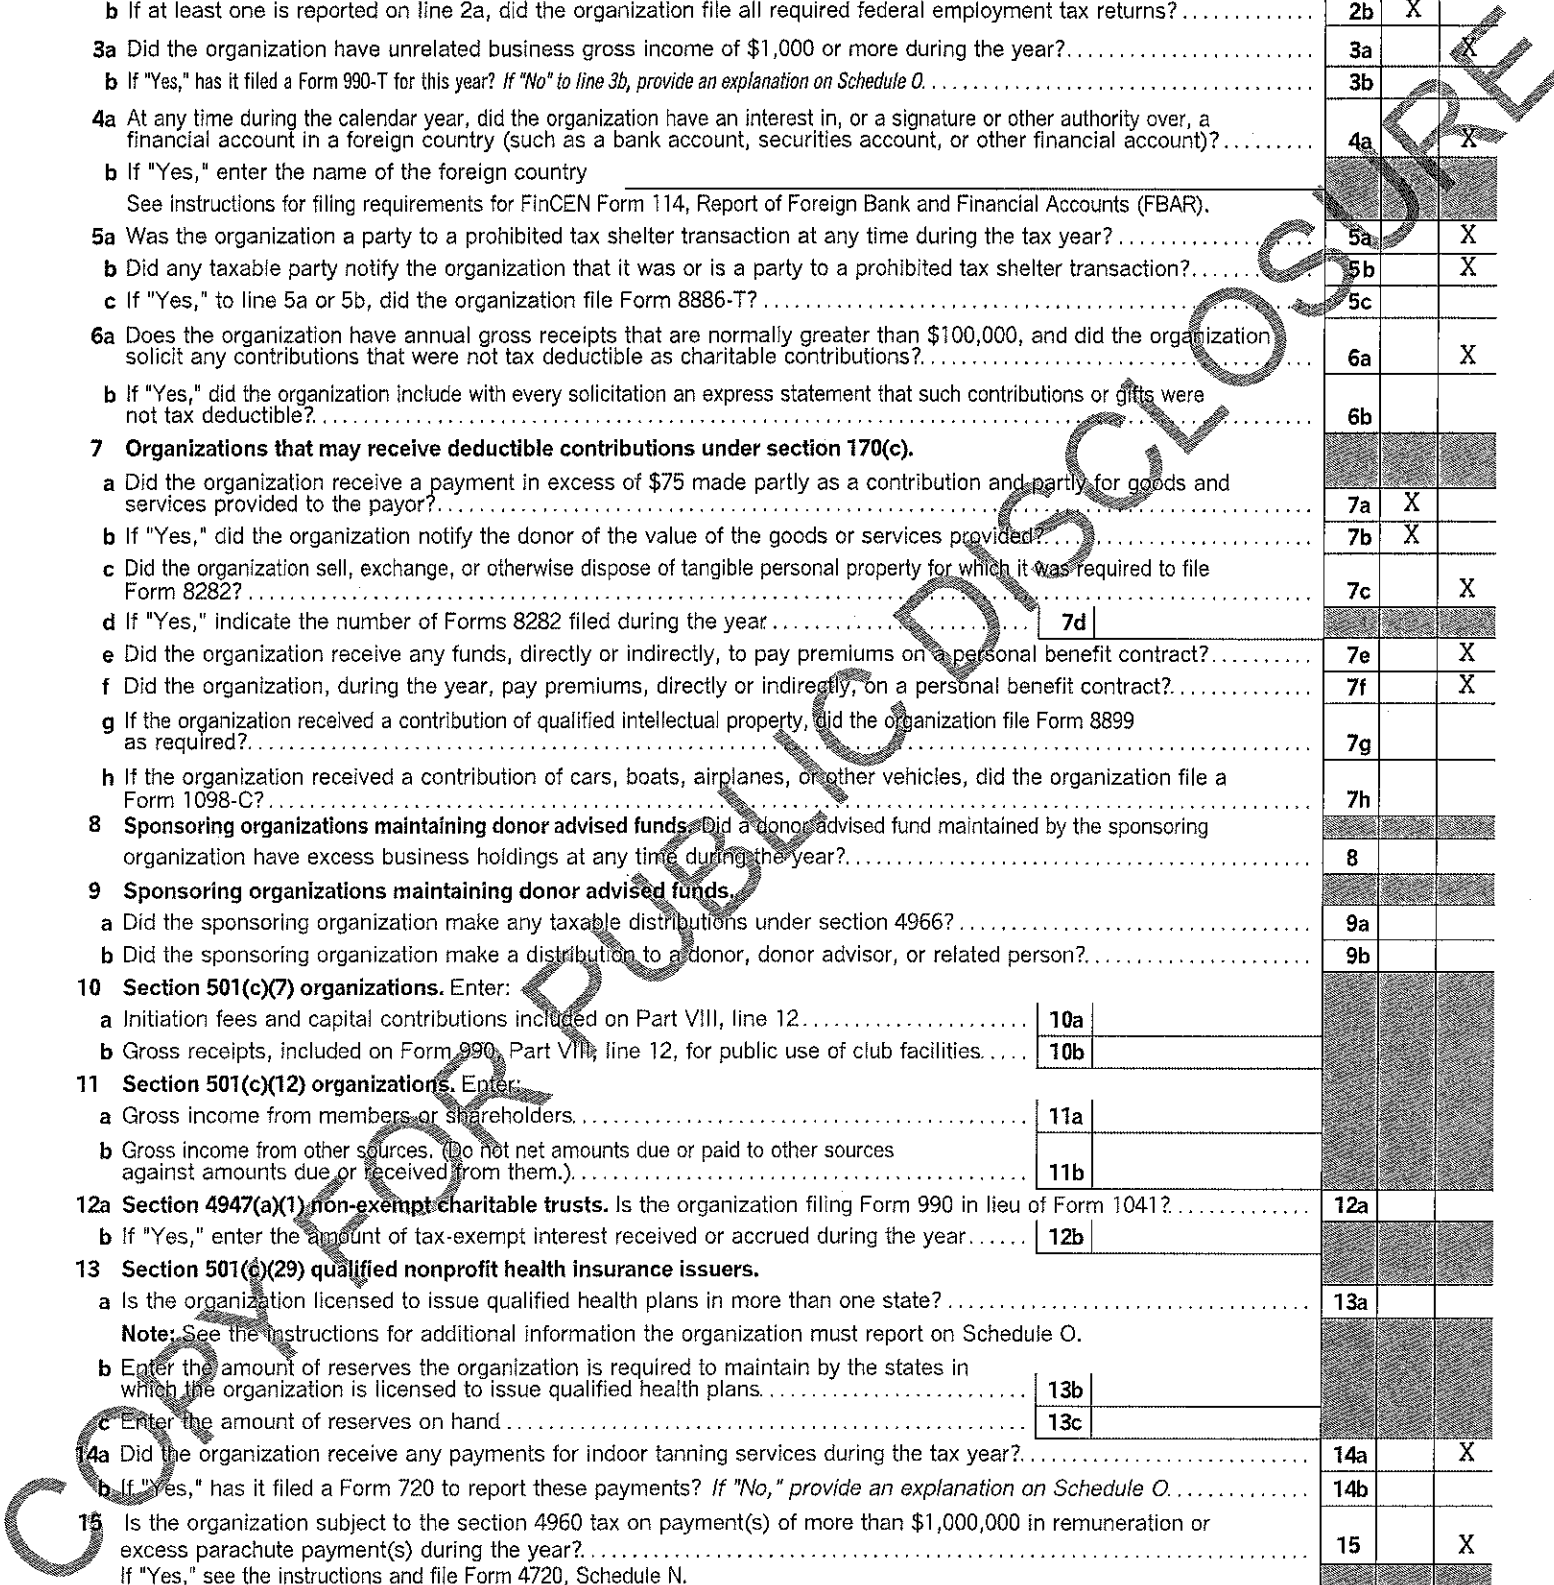 b If at least one is reported on line 2a, did the organization file all required federal employment tax returns?.............. 2b X
3a Did the organization have unrelated business gross income of $1,000 or more during the year?........................... 3a X
b If "Yes," has it filed a Form 990-T for this year? If "No" to line 3b, provide an explanation on Schedule O............................................ 3b
4a At any time during the calendar year, did the organization have an interest in, or a signature or other authority over, a
financial account in a foreign country (such as a bank account, securities account, or other financial account)?......... 4a X
b If "Yes," enter the name of the foreign country
See instructions for filing requirements for FinCEN Form 114, Report of Foreign Bank and Financial Accounts (FBAR).
5a Was the organization a party to a prohibited tax shelter transaction at any time during the tax year?..................... 5a X
b Did any taxable party notify the organization that it was or is a party to a prohibited tax shelter transaction?............ 5b X
c If "Yes," to line 5a or 5b, did the organization file Form 8886-T?........................................................... 5c
6a Does the organization have annual gross receipts that are normally greater than $100,000, and did the organization
solicit any contributions that were not tax deductible as charitable contributions?.......................................... 6a X
b If "Yes," did the organization include with every solicitation an express statement that such contributions or gifts were
not tax deductible?................................................................................................ 6b
7 Organizations that may receive deductible contributions under section 170(c).
a Did the organization receive a payment in excess of $75 made partly as a contribution and partly for goods and
services provided to the payor?................................................................................... 7a X
b If "Yes," did the organization notify the donor of the value of the goods or services provided?............................ 7b X
c Did the organization sell, exchange, or otherwise dispose of tangible personal property for which it was required to file
Form 8282?........................................................................................................ 7c X
d If "Yes," indicate the number of Forms 8282 filed during the year.......................... 7d
e Did the organization receive any funds, directly or indirectly, to pay premiums on a personal benefit contract?.......... 7e X
f Did the organization, during the year, pay premiums, directly or indirectly, on a personal benefit contract?.............. 7f X
g If the organization received a contribution of qualified intellectual property, did the organization file Form 8899
as required?...................................................................................................... 7g
h If the organization received a contribution of cars, boats, airplanes, or other vehicles, did the organization file a
Form 1098-C?..................................................................................................... 7h
8 Sponsoring organizations maintaining donor advised funds. Did a donor advised fund maintained by the sponsoring
organization have excess business holdings at any time during the year?.............................................. 8
9 Sponsoring organizations maintaining donor advised funds.
a Did the sponsoring organization make any taxable distributions under section 4966?................................... 9a
b Did the sponsoring organization make a distribution to a donor, donor advisor, or related person?...................... 9b
10 Section 501(c)(7) organizations. Enter:
a Initiation fees and capital contributions included on Part VIII, line 12....................... 10a
b Gross receipts, included on Form 990, Part VIII, line 12, for public use of club facilities..... 10b
11 Section 501(c)(12) organizations. Enter:
a Gross income from members or shareholders.............................................. 11a
b Gross income from other sources. (Do not net amounts due or paid to other sources
against amounts due or received from them.).............................................. 11b
12a Section 4947(a)(1) non-exempt charitable trusts. Is the organization filing Form 990 in lieu of Form 1041?.............. 12a
b If "Yes," enter the amount of tax-exempt interest received or accrued during the year...... 12b
13 Section 501(c)(29) qualified nonprofit health insurance issuers.
a Is the organization licensed to issue qualified health plans in more than one state?..................................... 13a
Note: See the instructions for additional information the organization must report on Schedule O.
b Enter the amount of reserves the organization is required to maintain by the states in
which the organization is licensed to issue qualified health plans........................... 13b
c Enter the amount of reserves on hand...................................................... 13c
14a Did the organization receive any payments for indoor tanning services during the tax year?.............................. 14a X
b If "Yes," has it filed a Form 720 to report these payments? If "No," provide an explanation on Schedule O............... 14b
15 Is the organization subject to the section 4960 tax on payment(s) of more than $1,000,000 in remuneration or
excess parachute payment(s) during the year?.......................................................................... 15 X
If "Yes," see the instructions and file Form 4720, Schedule N.
COPY FOR PUBLIC DISCLOSURE